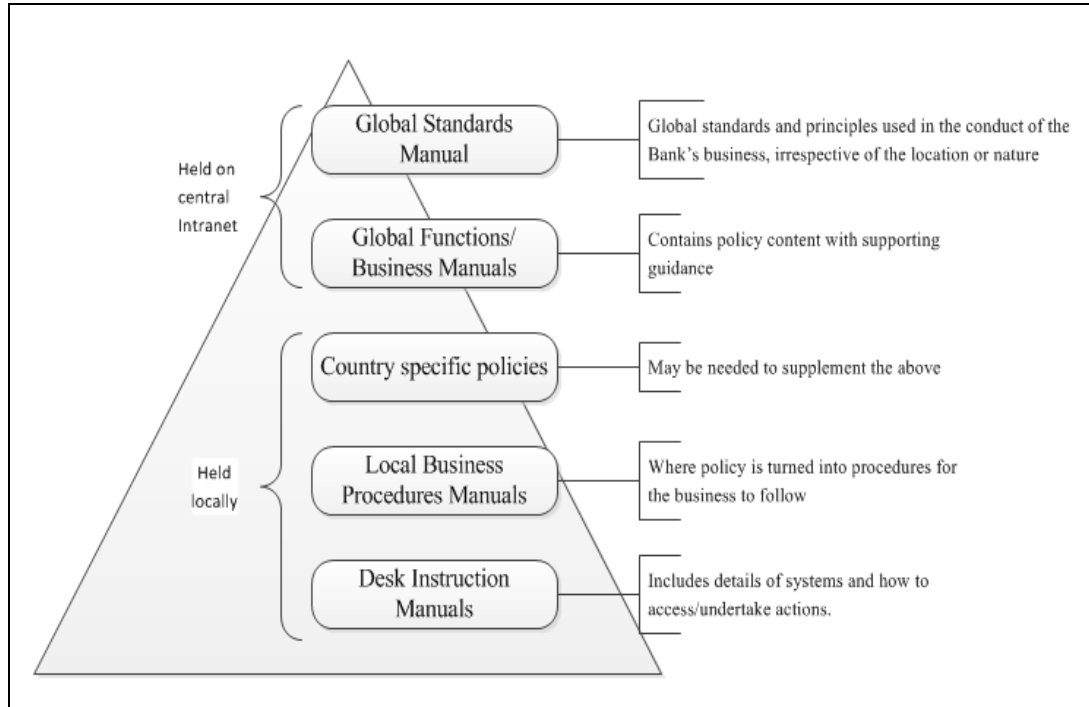 Held on
central
Intranet
Global Standards
Manual
Global standards and principles used in the conduct of the
Bank's business, irrespective of the location or nature
Global Functions/
Business Manuals
Contains policy content with supporting
guidance
Held
locally
Country specific policies
May be needed to supplement the above
Local Business
Procedures Manuals
Where policy is turned into procedures for
the business to follow
Desk Instruction
Manuals
Includes details of systems and how to
access/undertake actions.